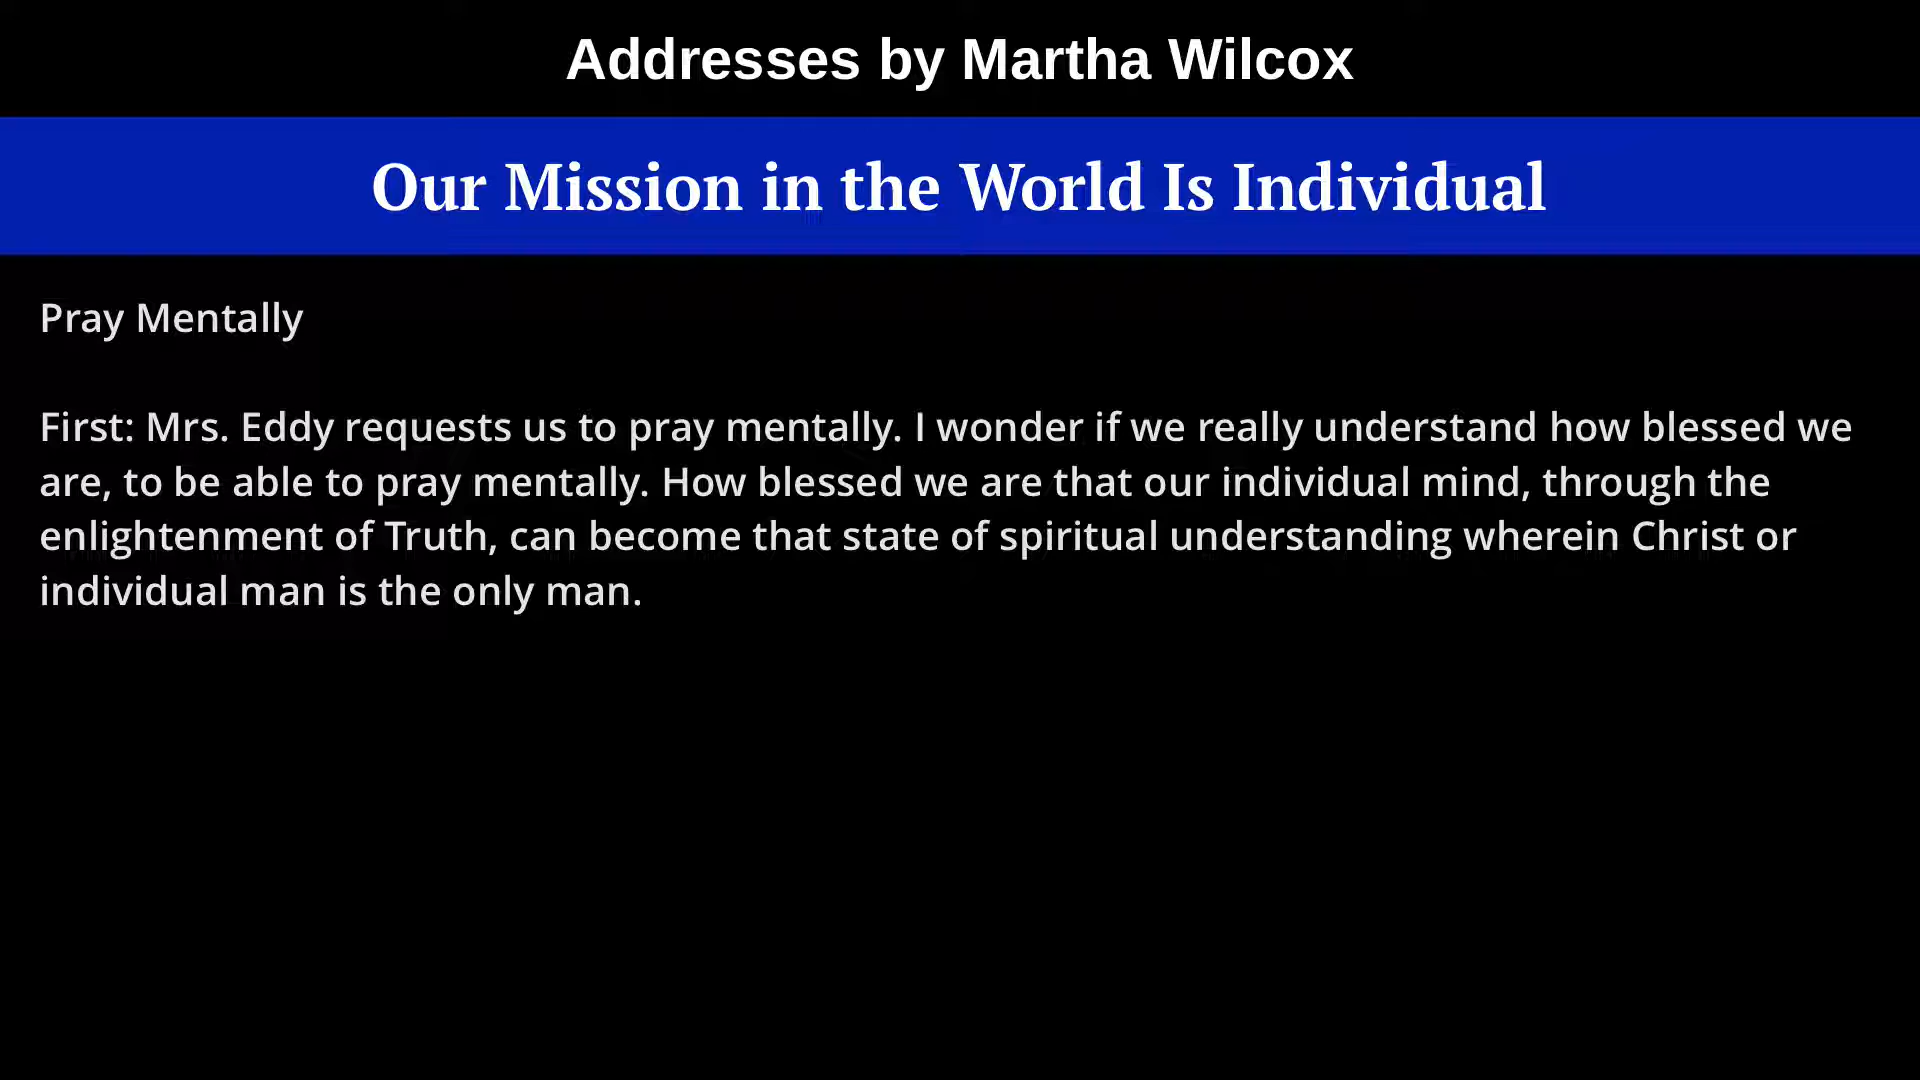 Addresses by Martha Wilcox
Our Mission in the World Is Individual
Pray Mentally
First: Mrs. Eddy requests us to pray mentally. I wonder if we really understand how blessed we
are, to be able to pray mentally. How blessed we are that our individual mind, through the
enlightenment of Truth, can become that state of spiritual understanding wherein Christ or
individual man is the only man.